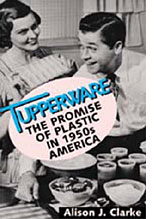 TUPPERWARE
THE PROMISE
OF PLASTIC
IN 1950s
AMERICA
Alison J. Clarke